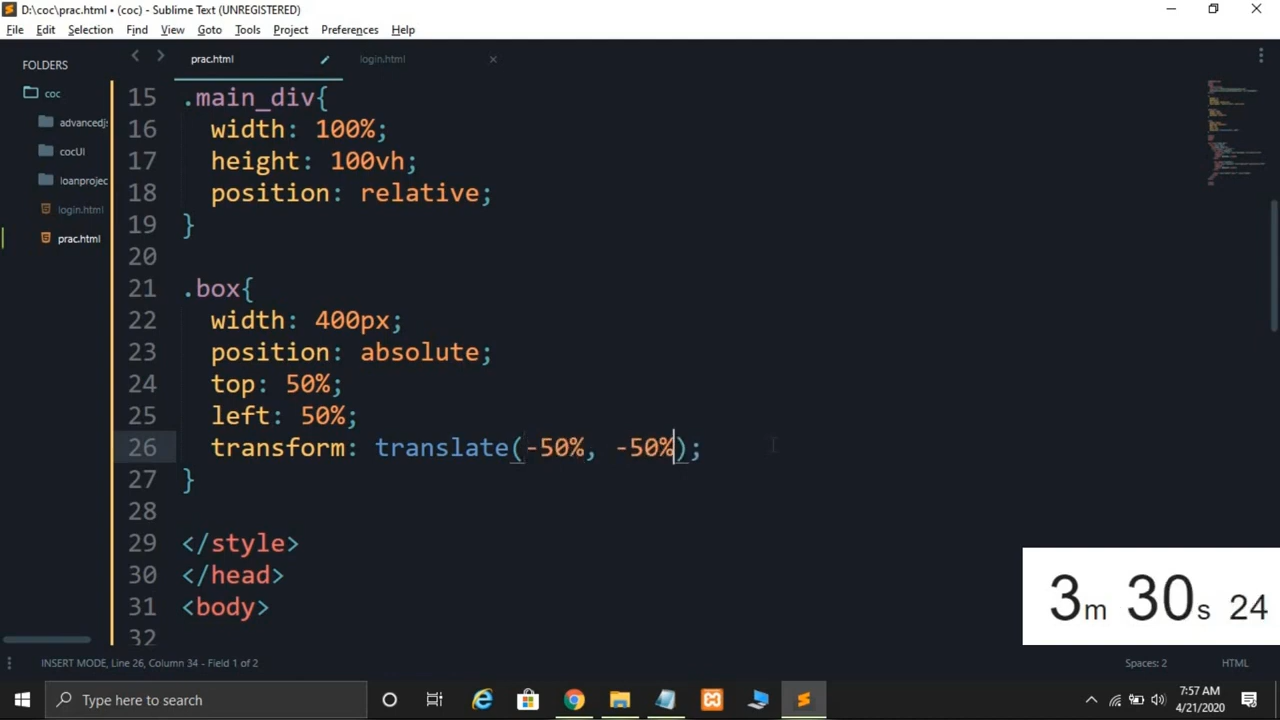 D:\coc\prac.html • (coc) - Sublime Text (UNREGISTERED)
File Edit Selection Find View Goto Tools Project Preferences Help
FOLDERS
coc
advancedj:
cocUI
loanprojec
login.html
prac.html
prac.html login.html
15 .main_div{
16 width: 100%;
17 height: 100vh;
18 position: relative;
19 }
20
21 .box{
22 width: 400px;
23 position: absolute;
24 top: 50%;
25 left: 50%;
26 transform: translate(-50%, -50%);
27 }
28
29 </style>
30 </head>
31 <body>
32
3m 30s 24
INSERT MODE, Line 26, Column 34 - Field 1 of 2 Spaces: 2 HTML
Type here to search
7:57 AM
4/21/2020